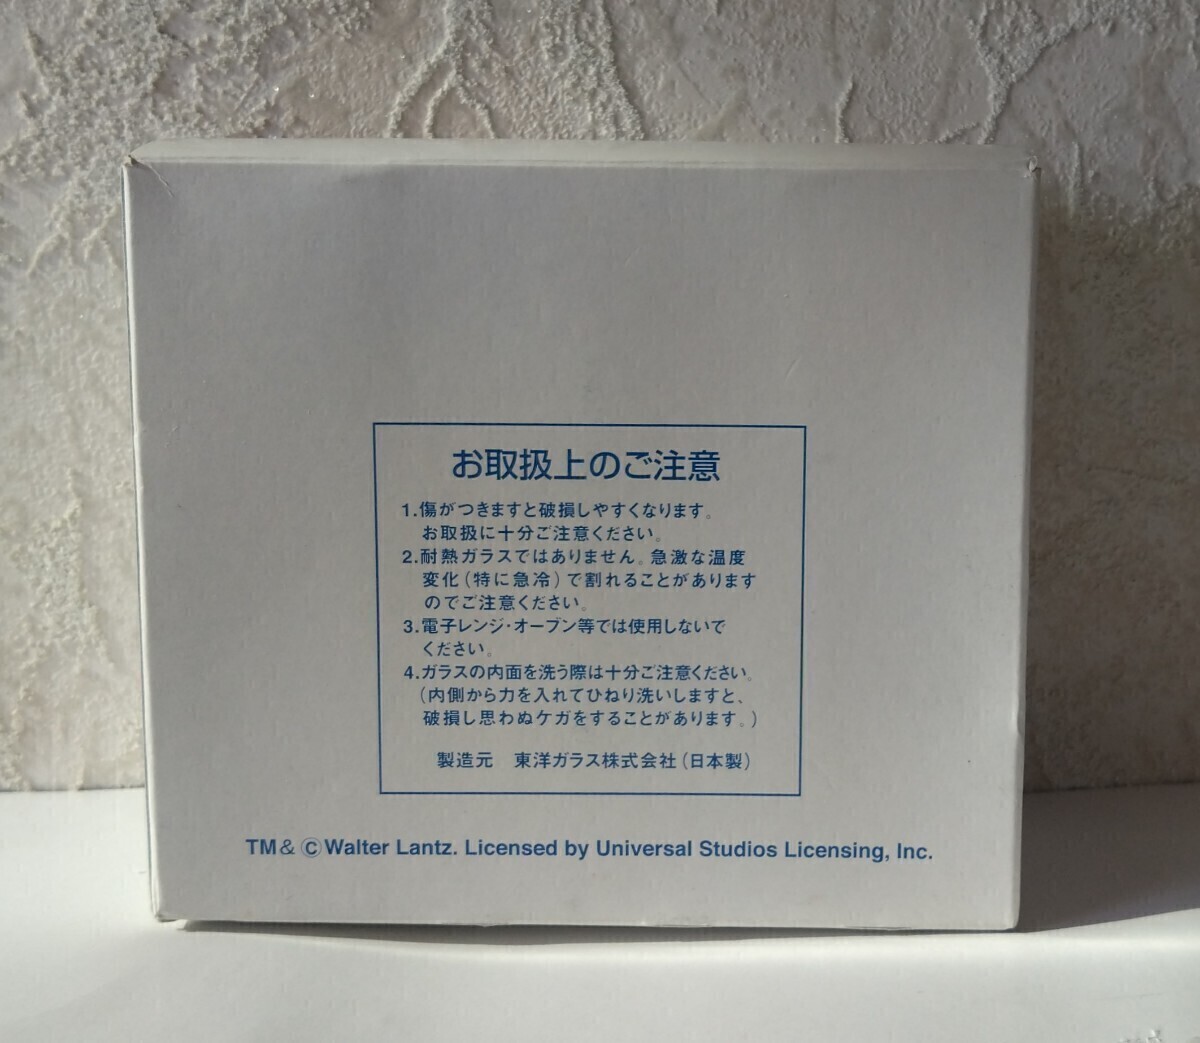 お取扱上のご注意
1.傷がつきますと破損しやすくなります。
お取扱に十分ご注意ください。
2.耐熱ガラスではありません。急激な温度
変化(特に急冷)で割れることがあります
のでご注意ください。
3.電子レンジ・オーブン等では使用しないで
ください。
4.ガラスの内面を洗う際は十分ご注意ください。
(内側から力を入れてひねり洗いしますと、
破損し思わぬケガをすることがあります。)
製造元 東洋ガラス株式会社(日本製)
TM & ©Walter Lantz. Licensed by Universal Studios Licensing, Inc.